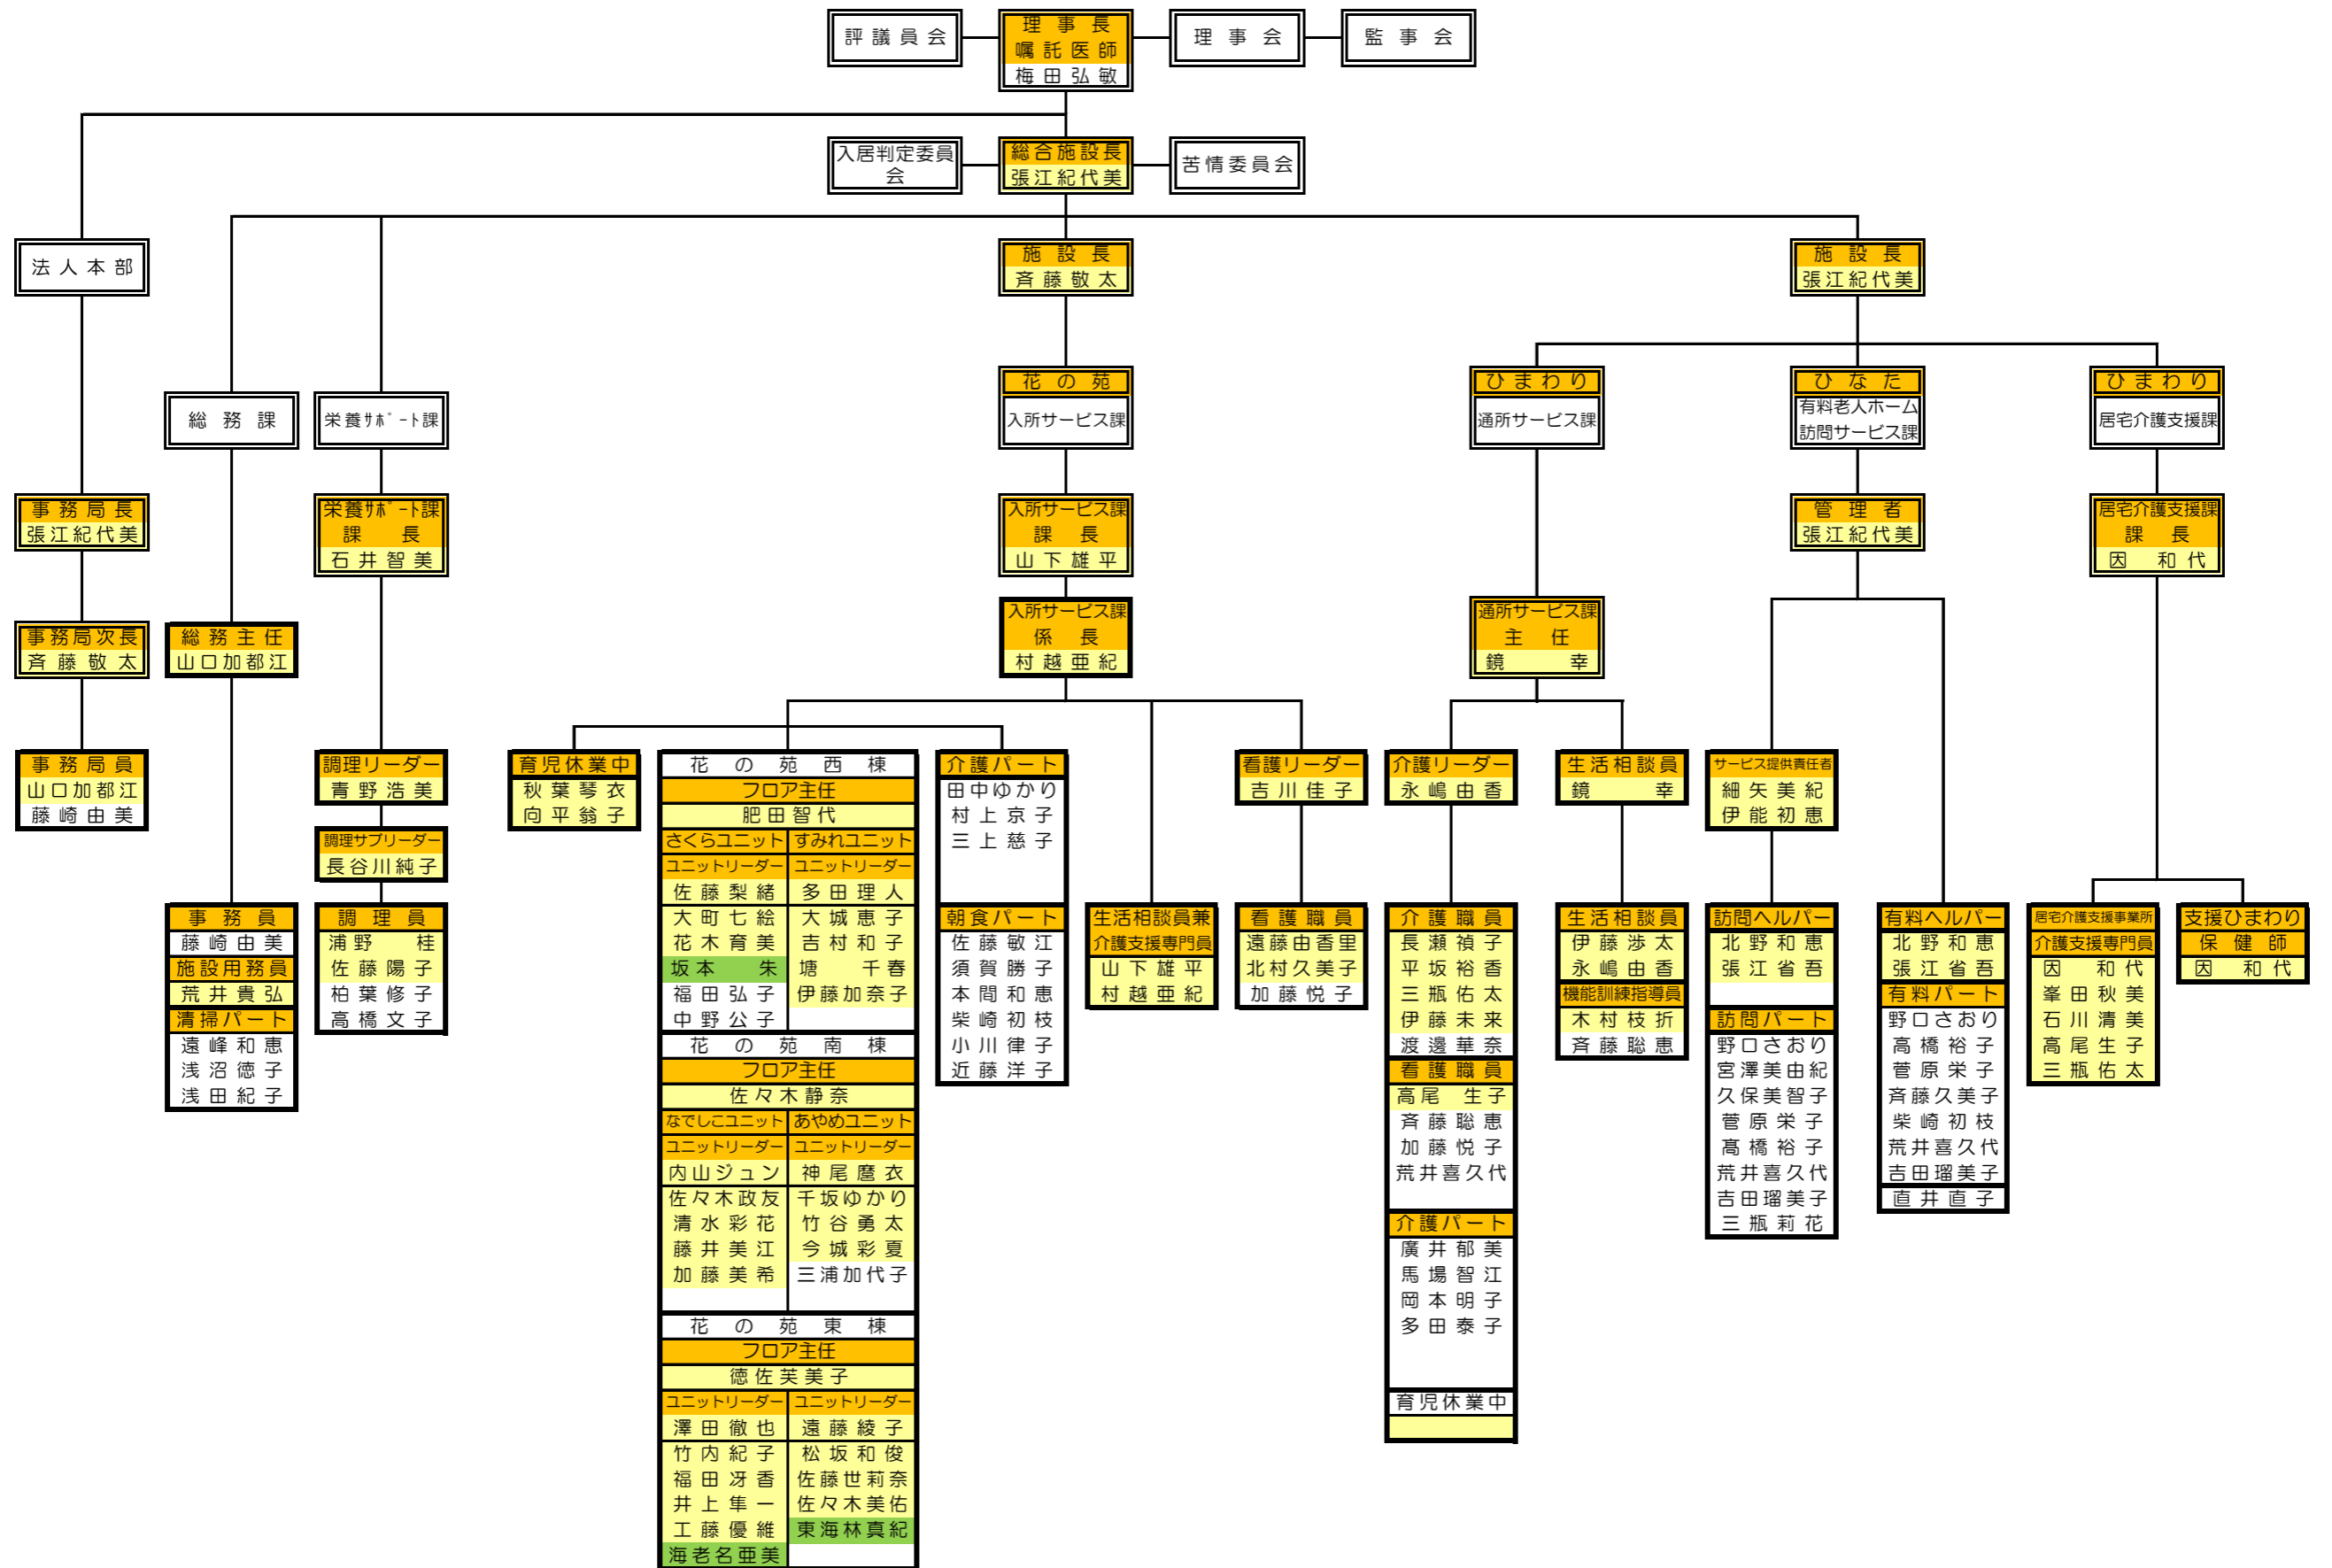 評議員会
理事長
嘱託医師
梅田弘敏
理事会
監事会
入居判定委員
会
総合施設長
張江紀代美
苦情委員会
法人本部
施設長
斉藤敬太
施設長
張江紀代美
総務課
栄養ｻﾎﾟｰﾄ課
花の苑
入所サービス課
ひまわり
通所サービス課
ひなた
有料老人ホーム
訪問サービス課
ひまわり
居宅介護支援課
事務局長
張江紀代美
栄養ｻﾎﾟｰﾄ課
課長
石井智美
入所サービス課
課長
山下雄平
管理者
張江紀代美
居宅介護支援課
課長
因　和代
事務局次長
斉藤敬太
総務主任
山口加都江
入所サービス課
係長
村越亜紀
通所サービス課
主任
鏡　幸
事務局員
山口加都江
藤崎由美
事務員
藤崎由美
施設用務員
荒井貴弘
清掃パート
遠峰和恵
浅沼徳子
浅田紀子
調理リーダー
青野浩美
調理サブリーダー
長谷川純子
調理員
浦野　桂
佐藤陽子
柏葉修子
高橋文子
育児休業中
秋葉琴衣
向平翁子
花の苑西棟
フロア主任
肥田智代
さくらユニット
すみれユニット
ユニットリーダー
ユニットリーダー
佐藤梨緒
多田理人
大町七絵
大城恵子
花木育美
吉村和子
坂本　朱
塘　千春
福田弘子
伊藤加奈子
中野公子
花の苑南棟
フロア主任
佐々木静奈
なでしこユニット
あやめユニット
ユニットリーダー
ユニットリーダー
内山ジュン
神尾麿衣
佐々木政友
千坂ゆかり
清水彩花
竹谷勇太
藤井美江
今城彩夏
加藤美希
三浦加代子
花の苑東棟
フロア主任
徳佐芙美子
ユニットリーダー
ユニットリーダー
澤田徹也
遠藤綾子
竹内紀子
松坂和俊
福田冴香
佐藤世莉奈
井上隼一
佐々木美佑
工藤優維
東海林真紀
海老名亜美
介護パート
田中ゆかり
村上京子
三上慈子
朝食パート
佐藤敏江
須賀勝子
本間和恵
柴崎初枝
小川律子
近藤洋子
生活相談員兼
介護支援専門員
山下雄平
村越亜紀
看護リーダー
吉川佳子
看護職員
遠藤由香里
北村久美子
加藤悦子
介護リーダー
永嶋由香
介護職員
長瀬禎子
平坂裕香
三瓶佑太
伊藤未来
渡邊華奈
看護職員
高尾　生子
斉藤聡恵
加藤悦子
荒井喜久代
介護パート
廣井郁美
馬場智江
岡本明子
多田泰子
育児休業中
生活相談員
鏡　幸
生活相談員
伊藤渉太
永嶋由香
機能訓練指導員
木村枝折
斉藤聡恵
サービス提供責任者
細矢美紀
伊能初恵
訪問ヘルパー
北野和恵
張江省吾
訪問パート
野口さおり
宮澤美由紀
久保美智子
菅原栄子
髙橋裕子
荒井喜久代
吉田瑠美子
三瓶莉花
有料ヘルパー
北野和恵
張江省吾
有料パート
野口さおり
高橋裕子
菅原栄子
斉藤久美子
柴崎初枝
荒井喜久代
吉田瑠美子
直井直子
居宅介護支援事業所
介護支援専門員
因　和代
峯田秋美
石川清美
高尾生子
三瓶佑太
支援ひまわり
保健師
因　和代